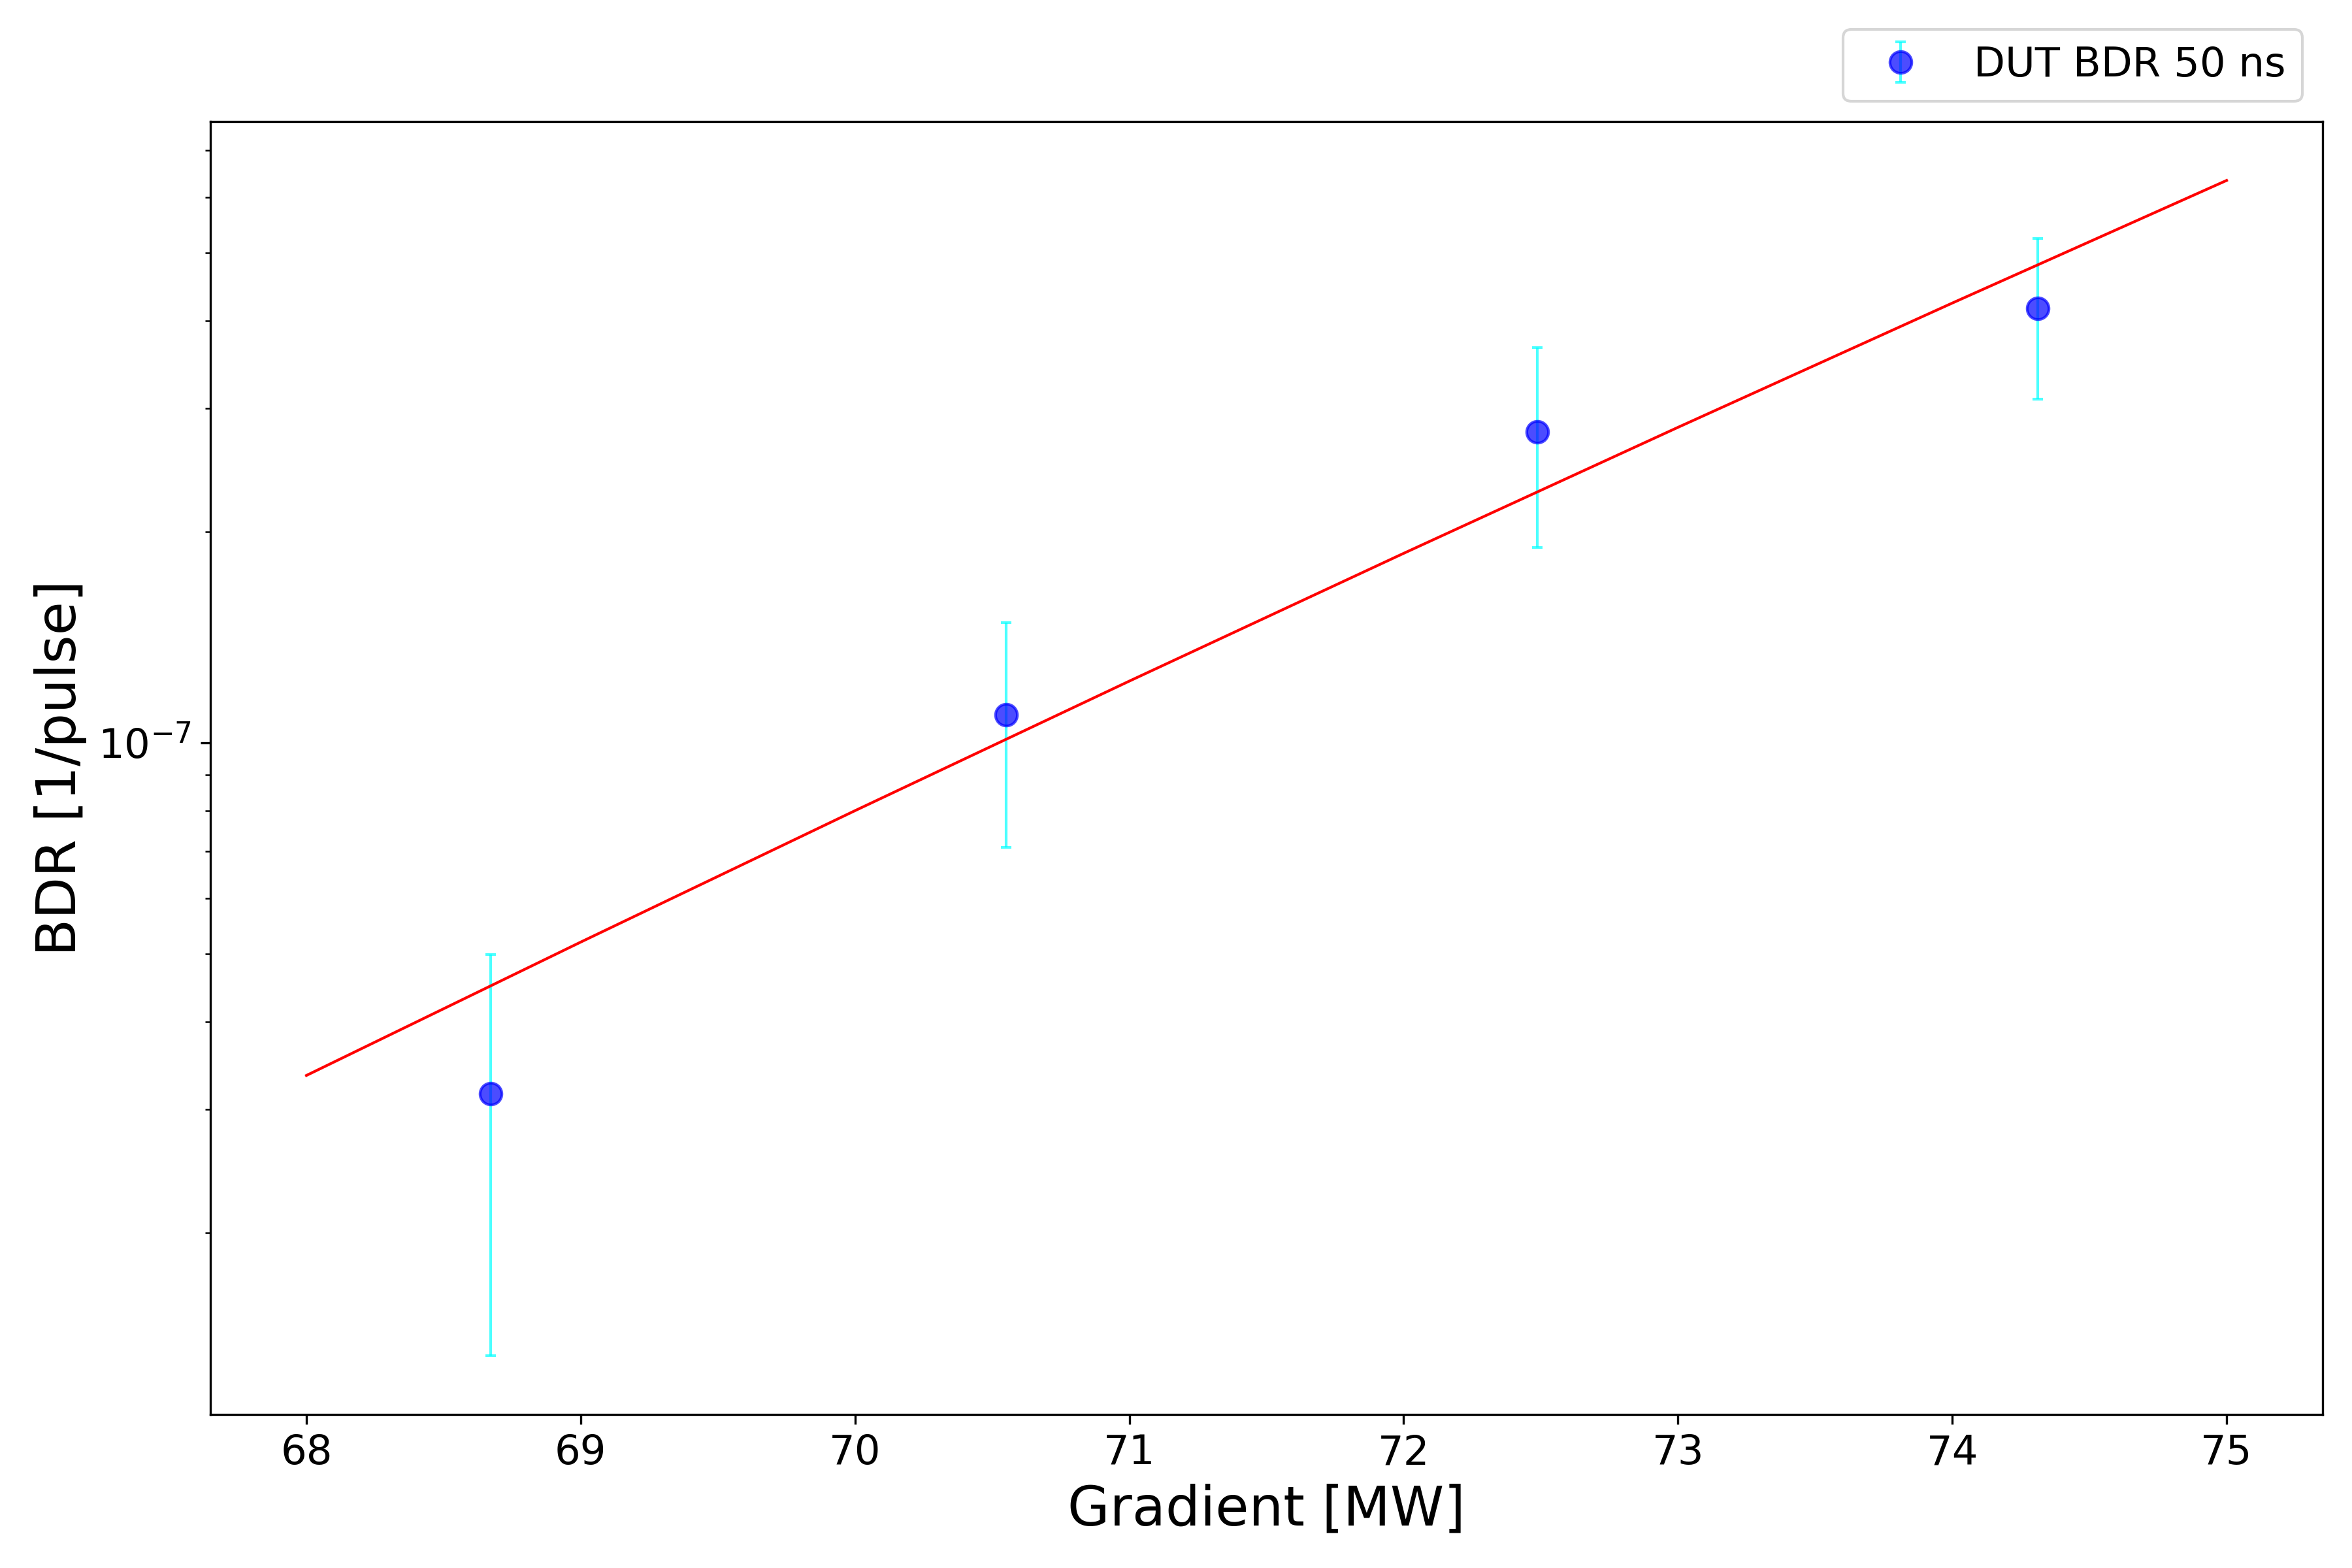 DUT BDR 50 ns
BDR [1/pulse]
10⁻⁷
68 69 70 71 72 73 74 75
Gradient [MW]